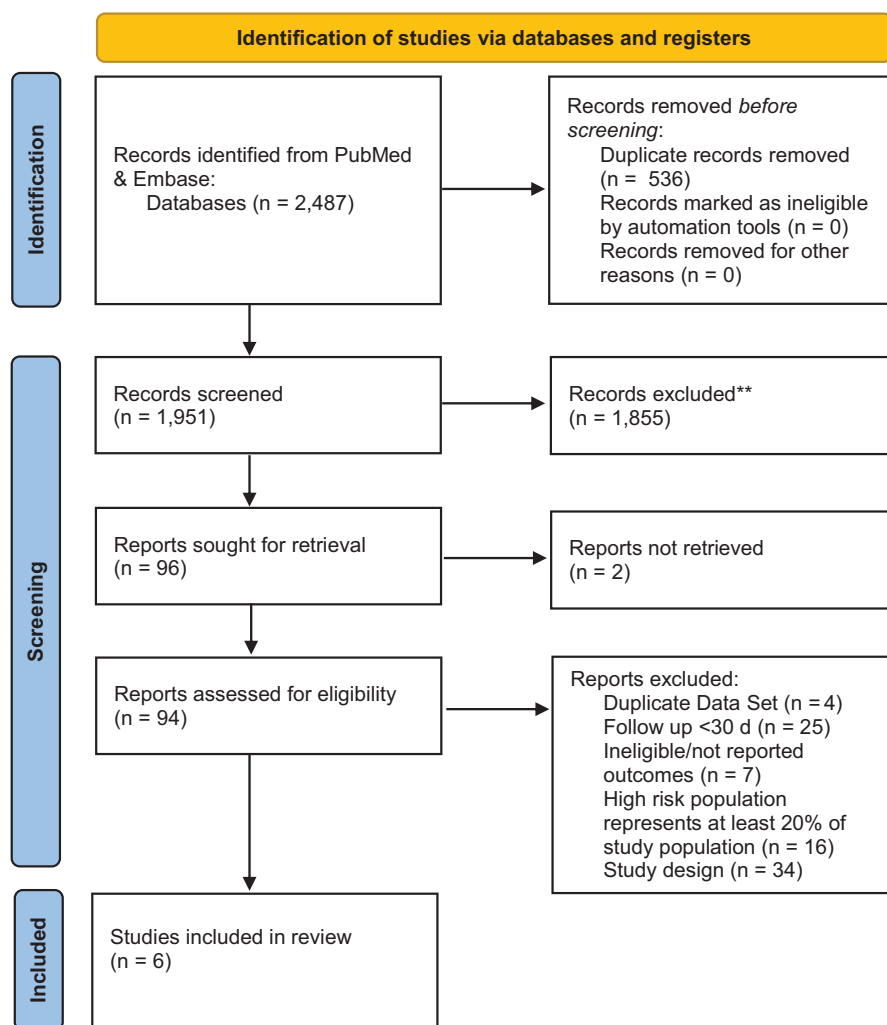 Identification of studies via databases and registers
Identification
Records identified from PubMed
& Embase:
Databases (n = 2,487)
Records removed before
screening:
Duplicate records removed
(n = 536)
Records marked as ineligible
by automation tools (n = 0)
Records removed for other
reasons (n = 0)
Screening
Records screened
(n = 1,951)
Records excluded**
(n = 1,855)
Reports sought for retrieval
(n = 96)
Reports not retrieved
(n = 2)
Reports assessed for eligibility
(n = 94)
Reports excluded:
Duplicate Data Set (n = 4)
Follow up <30 d (n = 25)
Ineligible/not reported
outcomes (n = 7)
High risk population
represents at least 20% of
study population (n = 16)
Study design (n = 34)
Included
Studies included in review
(n = 6)